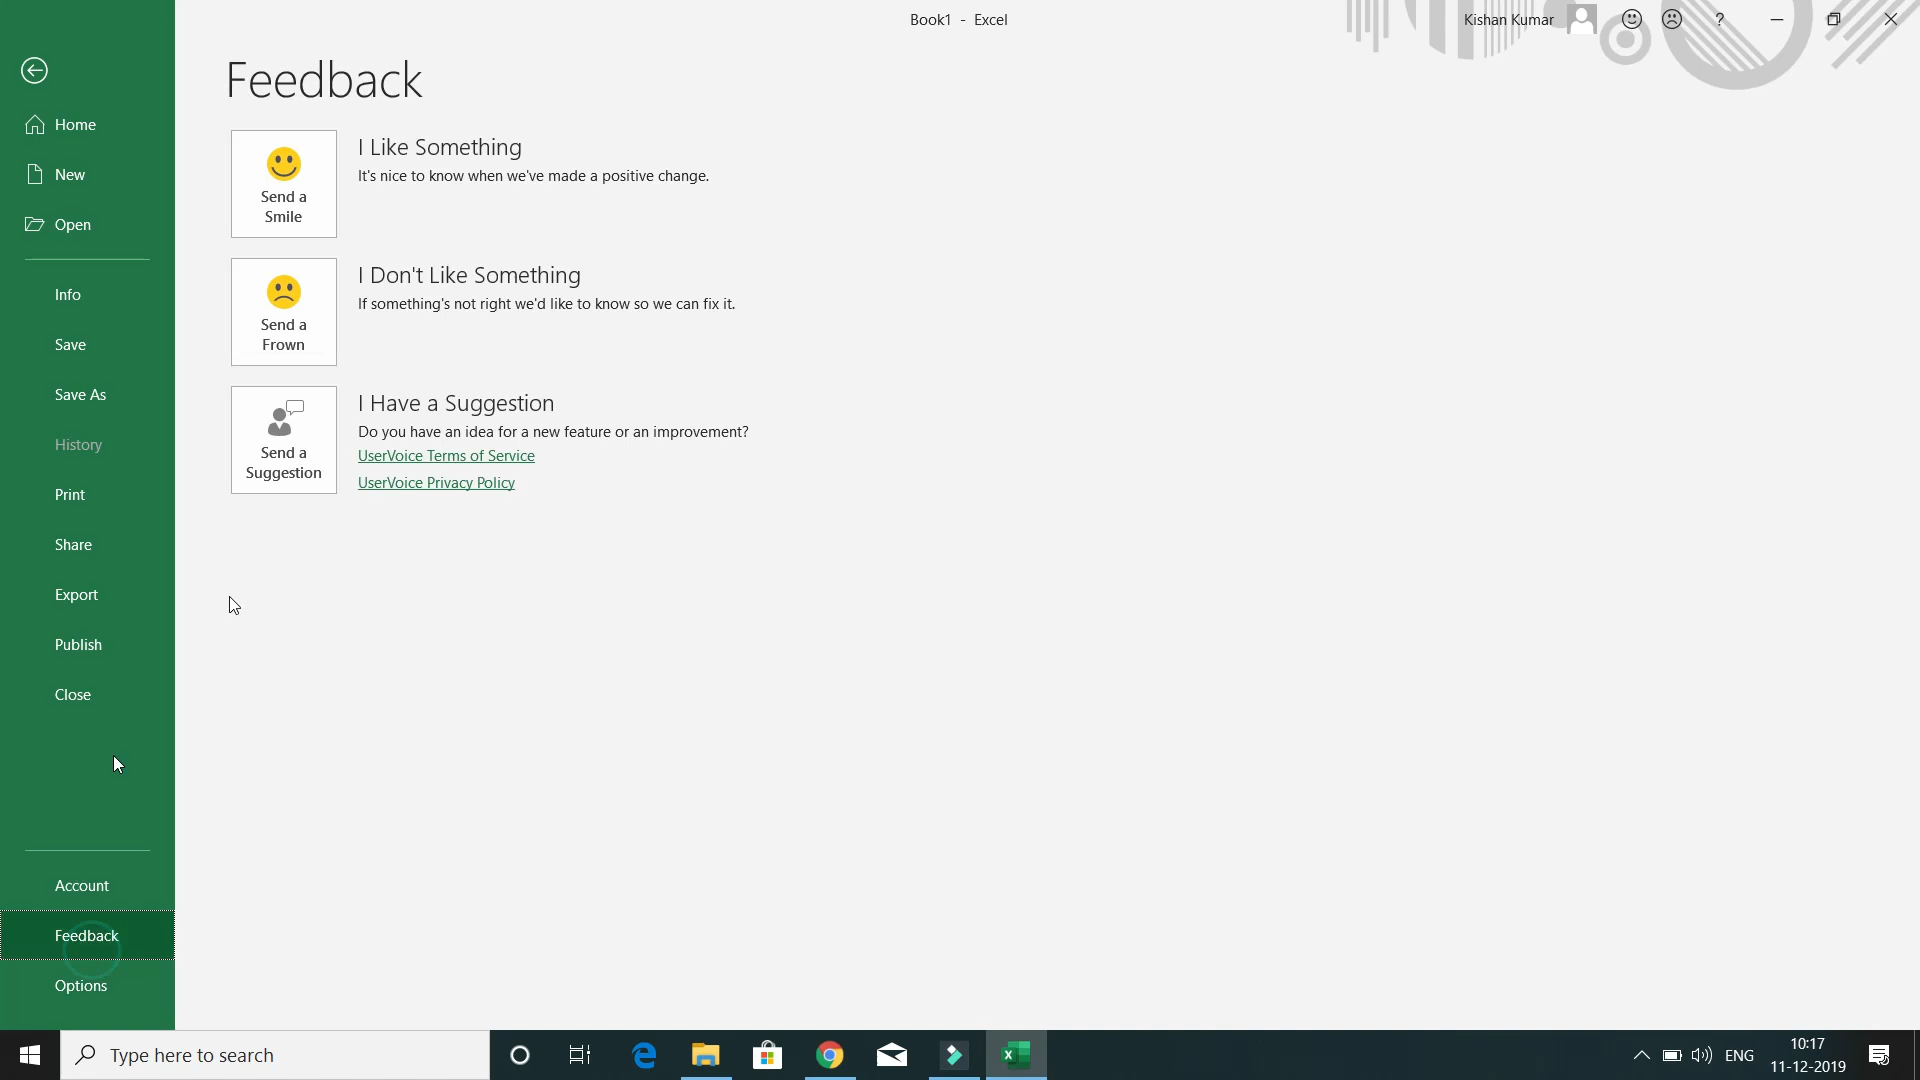 Book1 - Excel
Kishan Kumar
?
Feedback
Home
New
Open
Info
Save
Save As
History
Print
Share
Export
Publish
Close
Account
Feedback
Options
Send a
Smile
I Like Something
It's nice to know when we've made a positive change.
Send a
Frown
I Don't Like Something
If something's not right we'd like to know so we can fix it.
Send a
Suggestion
I Have a Suggestion
Do you have an idea for a new feature or an improvement?
UserVoice Terms of Service
UserVoice Privacy Policy
Type here to search
ENG
10:17
11-12-2019